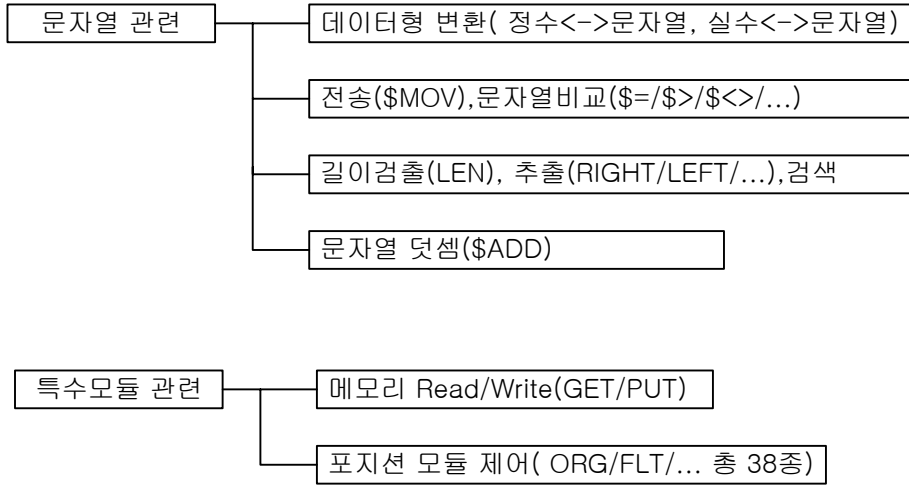 문자열 관련
데이터형 변환( 정수<->문자열, 실수<->문자열)
전송($MOV),문자열비교($=/$>/$<>/...)
길이검출(LEN), 추출(RIGHT/LEFT/...),검색
문자열 덧셈($ADD)
특수모듈 관련
메모리 Read/Write(GET/PUT)
포지션 모듈 제어( ORG/FLT/... 총 38종)